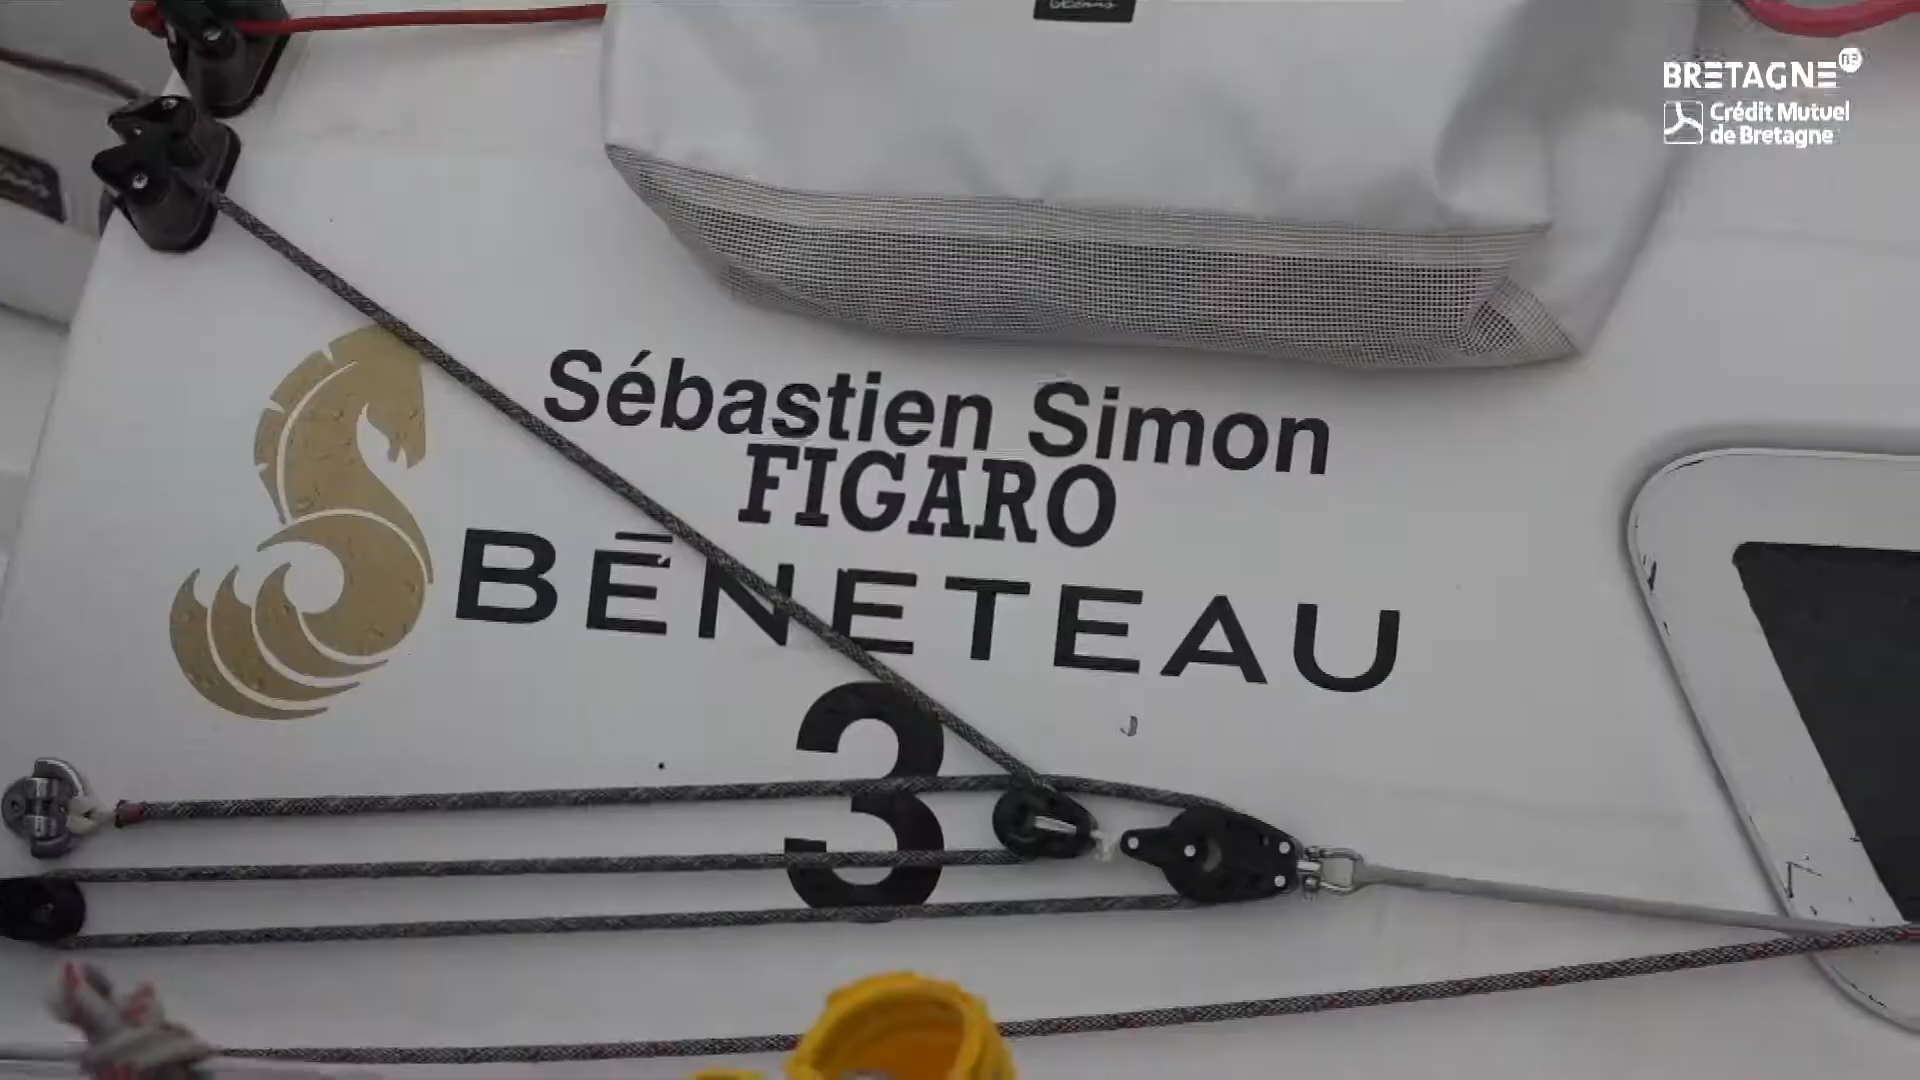 BRETAGNE
Crédit Mutuel
de Bretagne
Sébastien Simon
FIGARO
BÉNETEAU
3